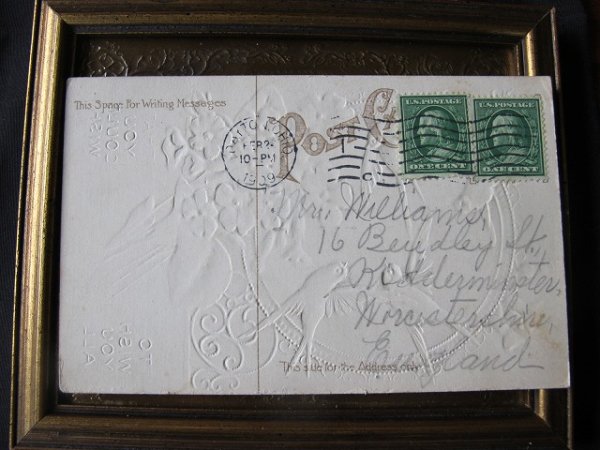 This Space For Writing Messages
POST
FEB 2
10-PM
1909
U.S. POSTAGE
ONE CENT
U.S. POSTAGE
ONE CENT
Mrs. Williams,
16 Bewdley St,
Kidderminster,
Worcestershire,
England
This side for the Address only